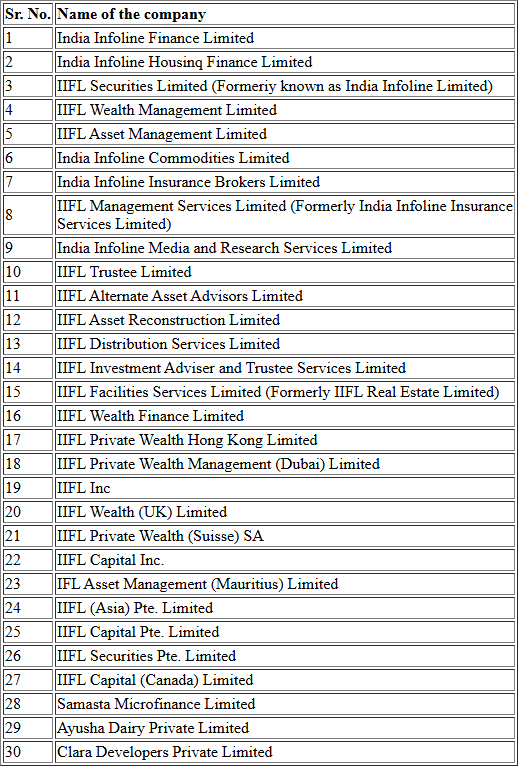 Sr. No. Name of the company
1 India Infoline Finance Limited
2 India Infoline Housinq Finance Limited
3 IIFL Securities Limited (Formeriy known as India Infoline Limited)
4 IIFL Wealth Management Limited
5 IIFL Asset Management Limited
6 India Infoline Commodities Limited
7 India Infoline Insurance Brokers Limited
8 IIFL Management Services Limited (Formerly India Infoline Insurance
Services Limited)
9 India Infoline Media and Research Services Limited
10 IIFL Trustee Limited
11 IIFL Alternate Asset Advisors Limited
12 IIFL Asset Reconstruction Limited
13 IIFL Distribution Services Limited
14 IIFL Investment Adviser and Trustee Services Limited
15 IIFL Facilities Services Limited (Formerly IIFL Real Estate Limited)
16 IIFL Wealth Finance Limited
17 IIFL Private Wealth Hong Kong Limited
18 IIFL Private Wealth Management (Dubai) Limited
19 IIFL Inc
20 IIFL Wealth (UK) Limited
21 IIFL Private Wealth (Suisse) SA
22 IIFL Capital Inc.
23 IFL Asset Management (Mauritius) Limited
24 IIFL (Asia) Pte. Limited
25 IIFL Capital Pte. Limited
26 IIFL Securities Pte. Limited
27 IIFL Capital (Canada) Limited
28 Samasta Microfinance Limited
29 Ayusha Dairy Private Limited
30 Clara Developers Private Limited